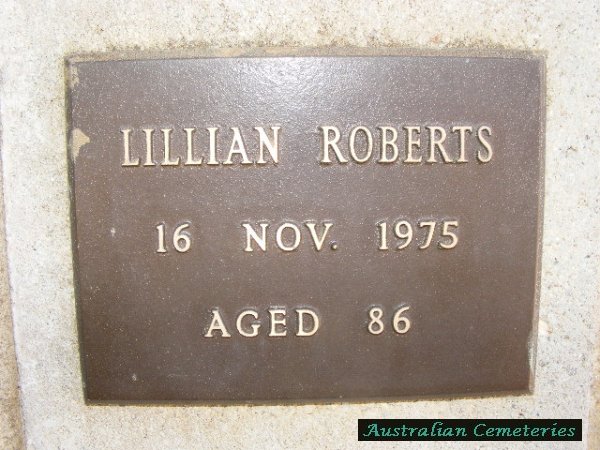 LILLIAN ROBERTS
16 NOV. 1975
AGED 86
Australian Cemeteries